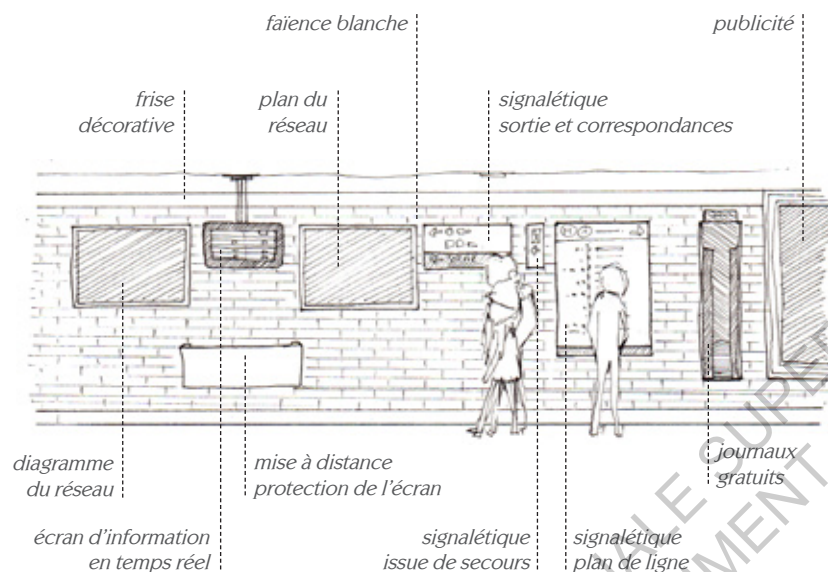 faïence blanche
publicité
frise
décorative
plan du
réseau
signalétique
sortie et correspondances
diagramme
du réseau
mise à distance
protection de l'écran
journaux
gratuits
écran d'information
en temps réel
signalétique
issue de secours
signalétique
plan de ligne